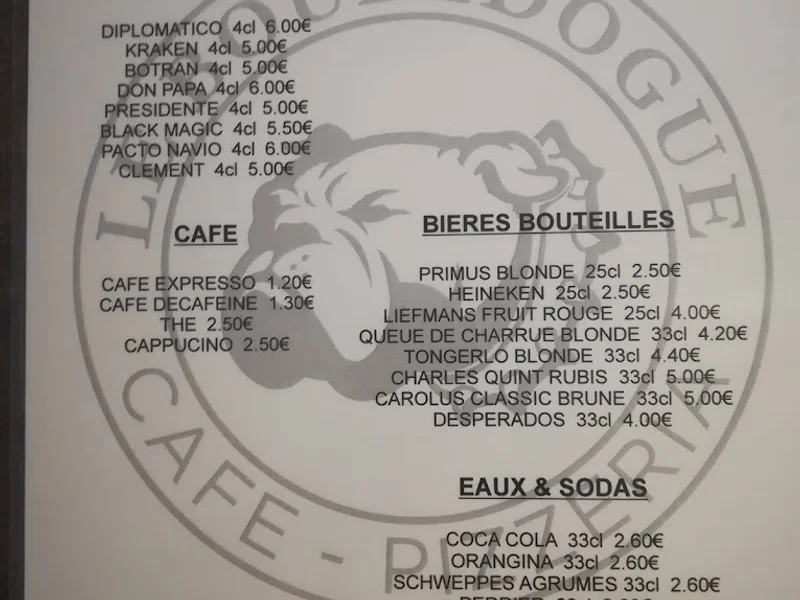 DIPLOMATICO 4cl 6.00€
KRAKEN 4cl 5.00€
BOTRAN 4cl 5.00€
DON PAPA 4cl 6.00€
PRESIDENTE 4cl 5.00€
BLACK MAGIC 4cl 5.50€
PACTO NAVIO 4cl 6.00€
CLEMENT 4cl 5.00€
CAFE
CAFE EXPRESSO 1.20€
CAFE DECAFEINE 1.30€
THE 2.50€
CAPPUCINO 2.50€
BIERES BOUTEILLES
PRIMUS BLONDE 25cl 2.50€
HEINEKEN 25cl 2.50€
LIEFMANS FRUIT ROUGE 25cl 4.00€
QUEUE DE CHARRUE BLONDE 33cl 4.20€
TONGERLO BLONDE 33cl 4.40€
CHARLES QUINT RUBIS 33cl 5.00€
CAROLUS CLASSIC BRUNE 33cl 5.00€
DESPERADOS 33cl 4.00€
EAUX & SODAS
COCA COLA 33cl 2.60€
ORANGINA 33cl 2.60€
SCHWEPPES AGRUMES 33cl 2.60€
CAFE - PIZZERIA